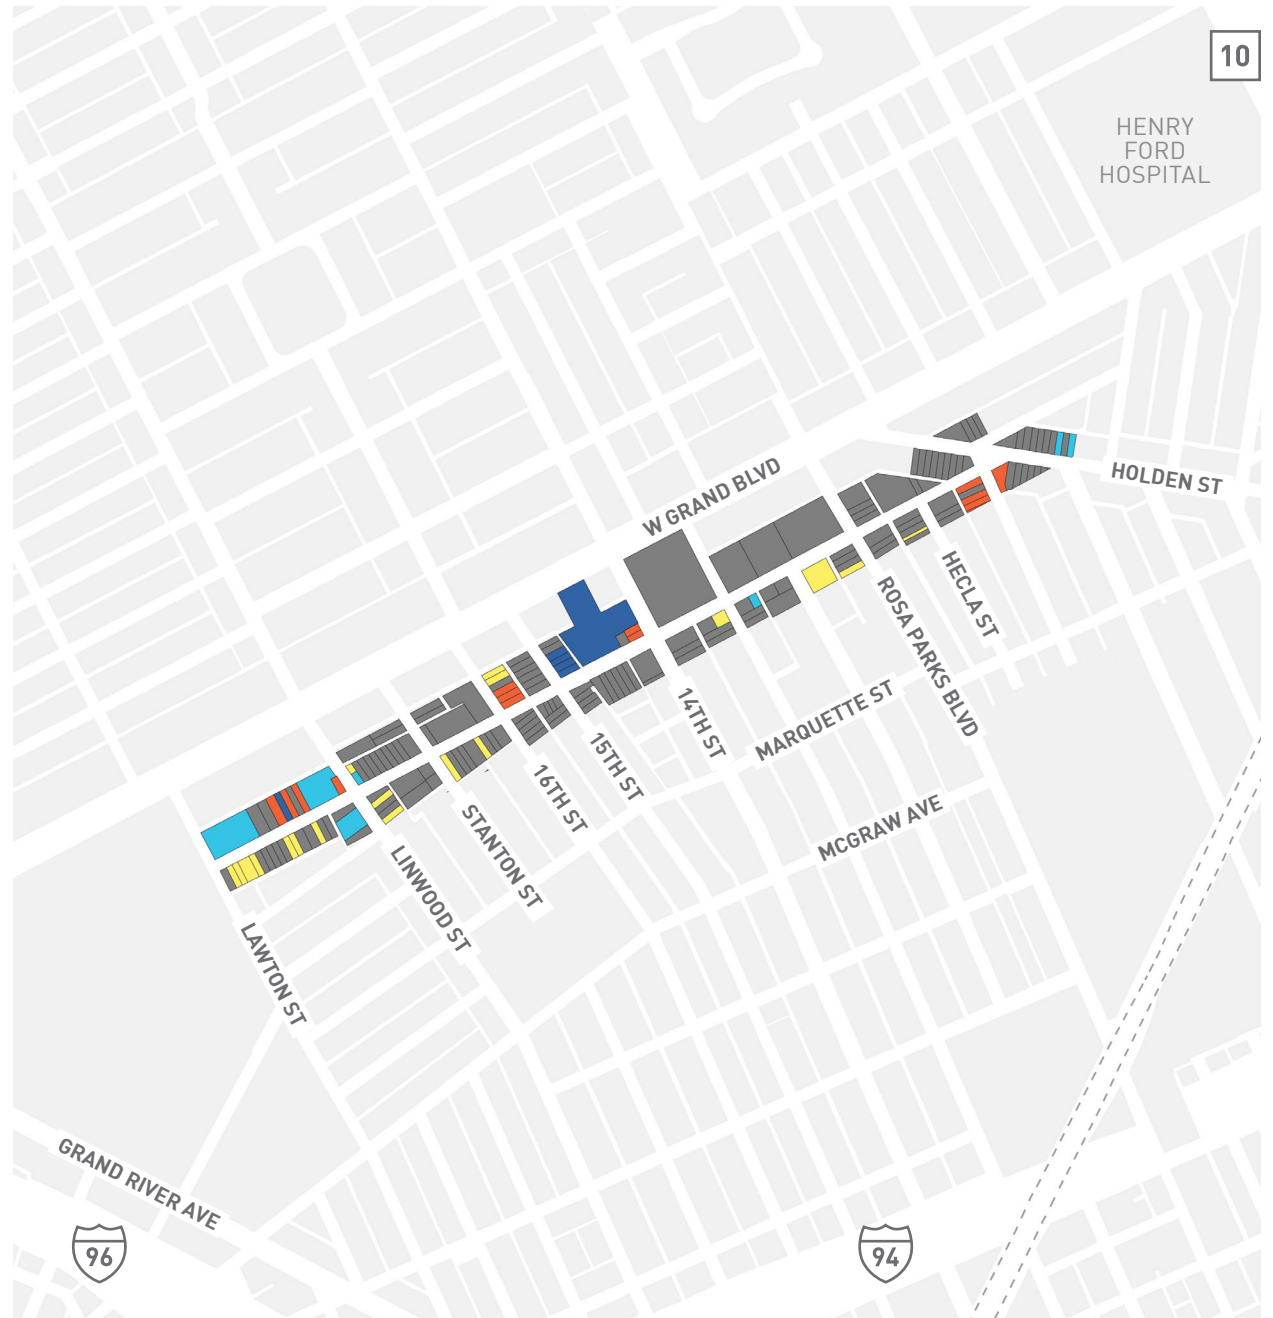 10
HENRY
FORD
HOSPITAL
W GRAND BLVD
HOLDEN ST
HECLA ST
ROSA PARKS BLVD
14TH ST
MARQUETTE ST
15TH ST
16TH ST
MCGRAW AVE
STANTON ST
LINWOOD ST
LAWTON ST
GRAND RIVER AVE
96
94